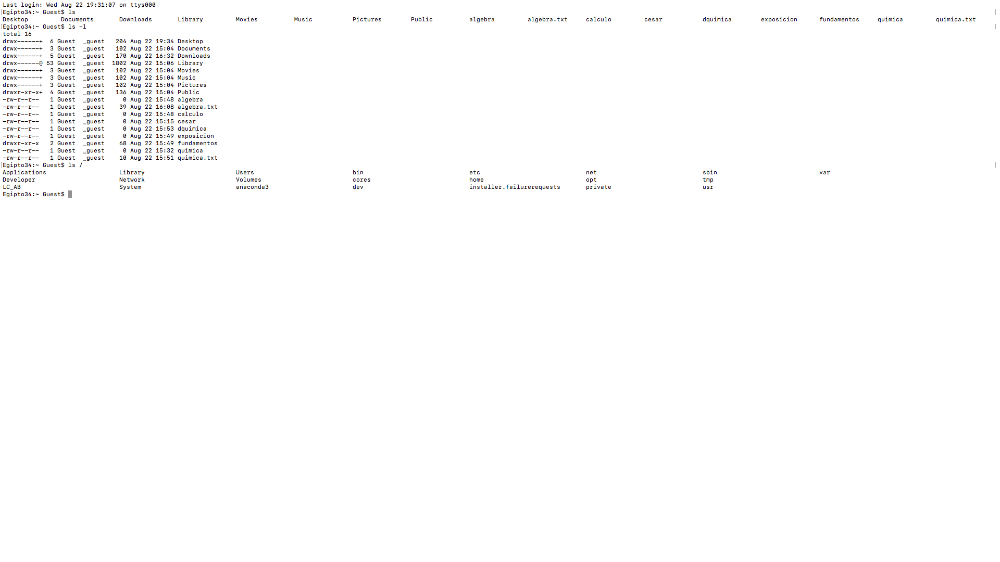 Last login: Wed Aug 22 19:31:07 on ttys000
[Egipto34:~ Guest$ ls ]
Desktop Documents Downloads Library Movies Music Pictures Public algebra algebra.txt calculo cesar dquimica exposicion fundamentos quimica quimica.txt
[Egipto34:~ Guest$ ls -l ]
total 16
drwx------+  6 Guest  _guest   204 Aug 22 19:34 Desktop
drwx------+  3 Guest  _guest   102 Aug 22 15:04 Documents
drwx------+  5 Guest  _guest   170 Aug 22 16:32 Downloads
drwx------@ 53 Guest  _guest  1802 Aug 22 15:06 Library
drwx------+  3 Guest  _guest   102 Aug 22 15:04 Movies
drwx------+  3 Guest  _guest   102 Aug 22 15:04 Music
drwx------+  3 Guest  _guest   102 Aug 22 15:04 Pictures
drwxr-xr-x+  4 Guest  _guest   136 Aug 22 15:04 Public
-rw-r--r--   1 Guest  _guest     0 Aug 22 15:48 algebra
-rw-r--r--   1 Guest  _guest    39 Aug 22 16:08 algebra.txt
-rw-r--r--   1 Guest  _guest     0 Aug 22 15:48 calculo
-rw-r--r--   1 Guest  _guest     0 Aug 22 15:15 cesar
-rw-r--r--   1 Guest  _guest     0 Aug 22 15:53 dquimica
-rw-r--r--   1 Guest  _guest     0 Aug 22 15:49 exposicion
drwxr-xr-x   2 Guest  _guest    68 Aug 22 15:49 fundamentos
-rw-r--r--   1 Guest  _guest     0 Aug 22 15:32 quimica
-rw-r--r--   1 Guest  _guest    10 Aug 22 15:51 quimica.txt
[Egipto34:~ Guest$ ls / ]
Applications Library Users bin etc net sbin var
Developer Network Volumes cores home opt tmp
LC_AB System anaconda3 dev installer.failurerequests private usr
Egipto34:~ Guest$